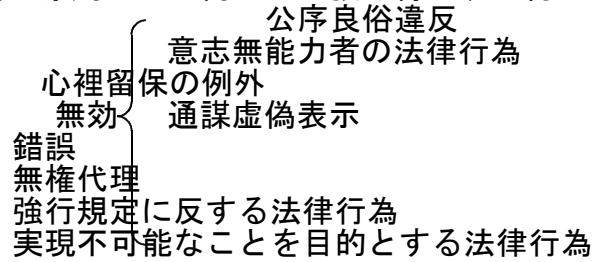 公序良俗違反
意志無能力者の法律行為
心裡留保の例外
無効 通謀虚偽表示
錯誤
無権代理
強行規定に反する法律行為
実現不可能なことを目的とする法律行為